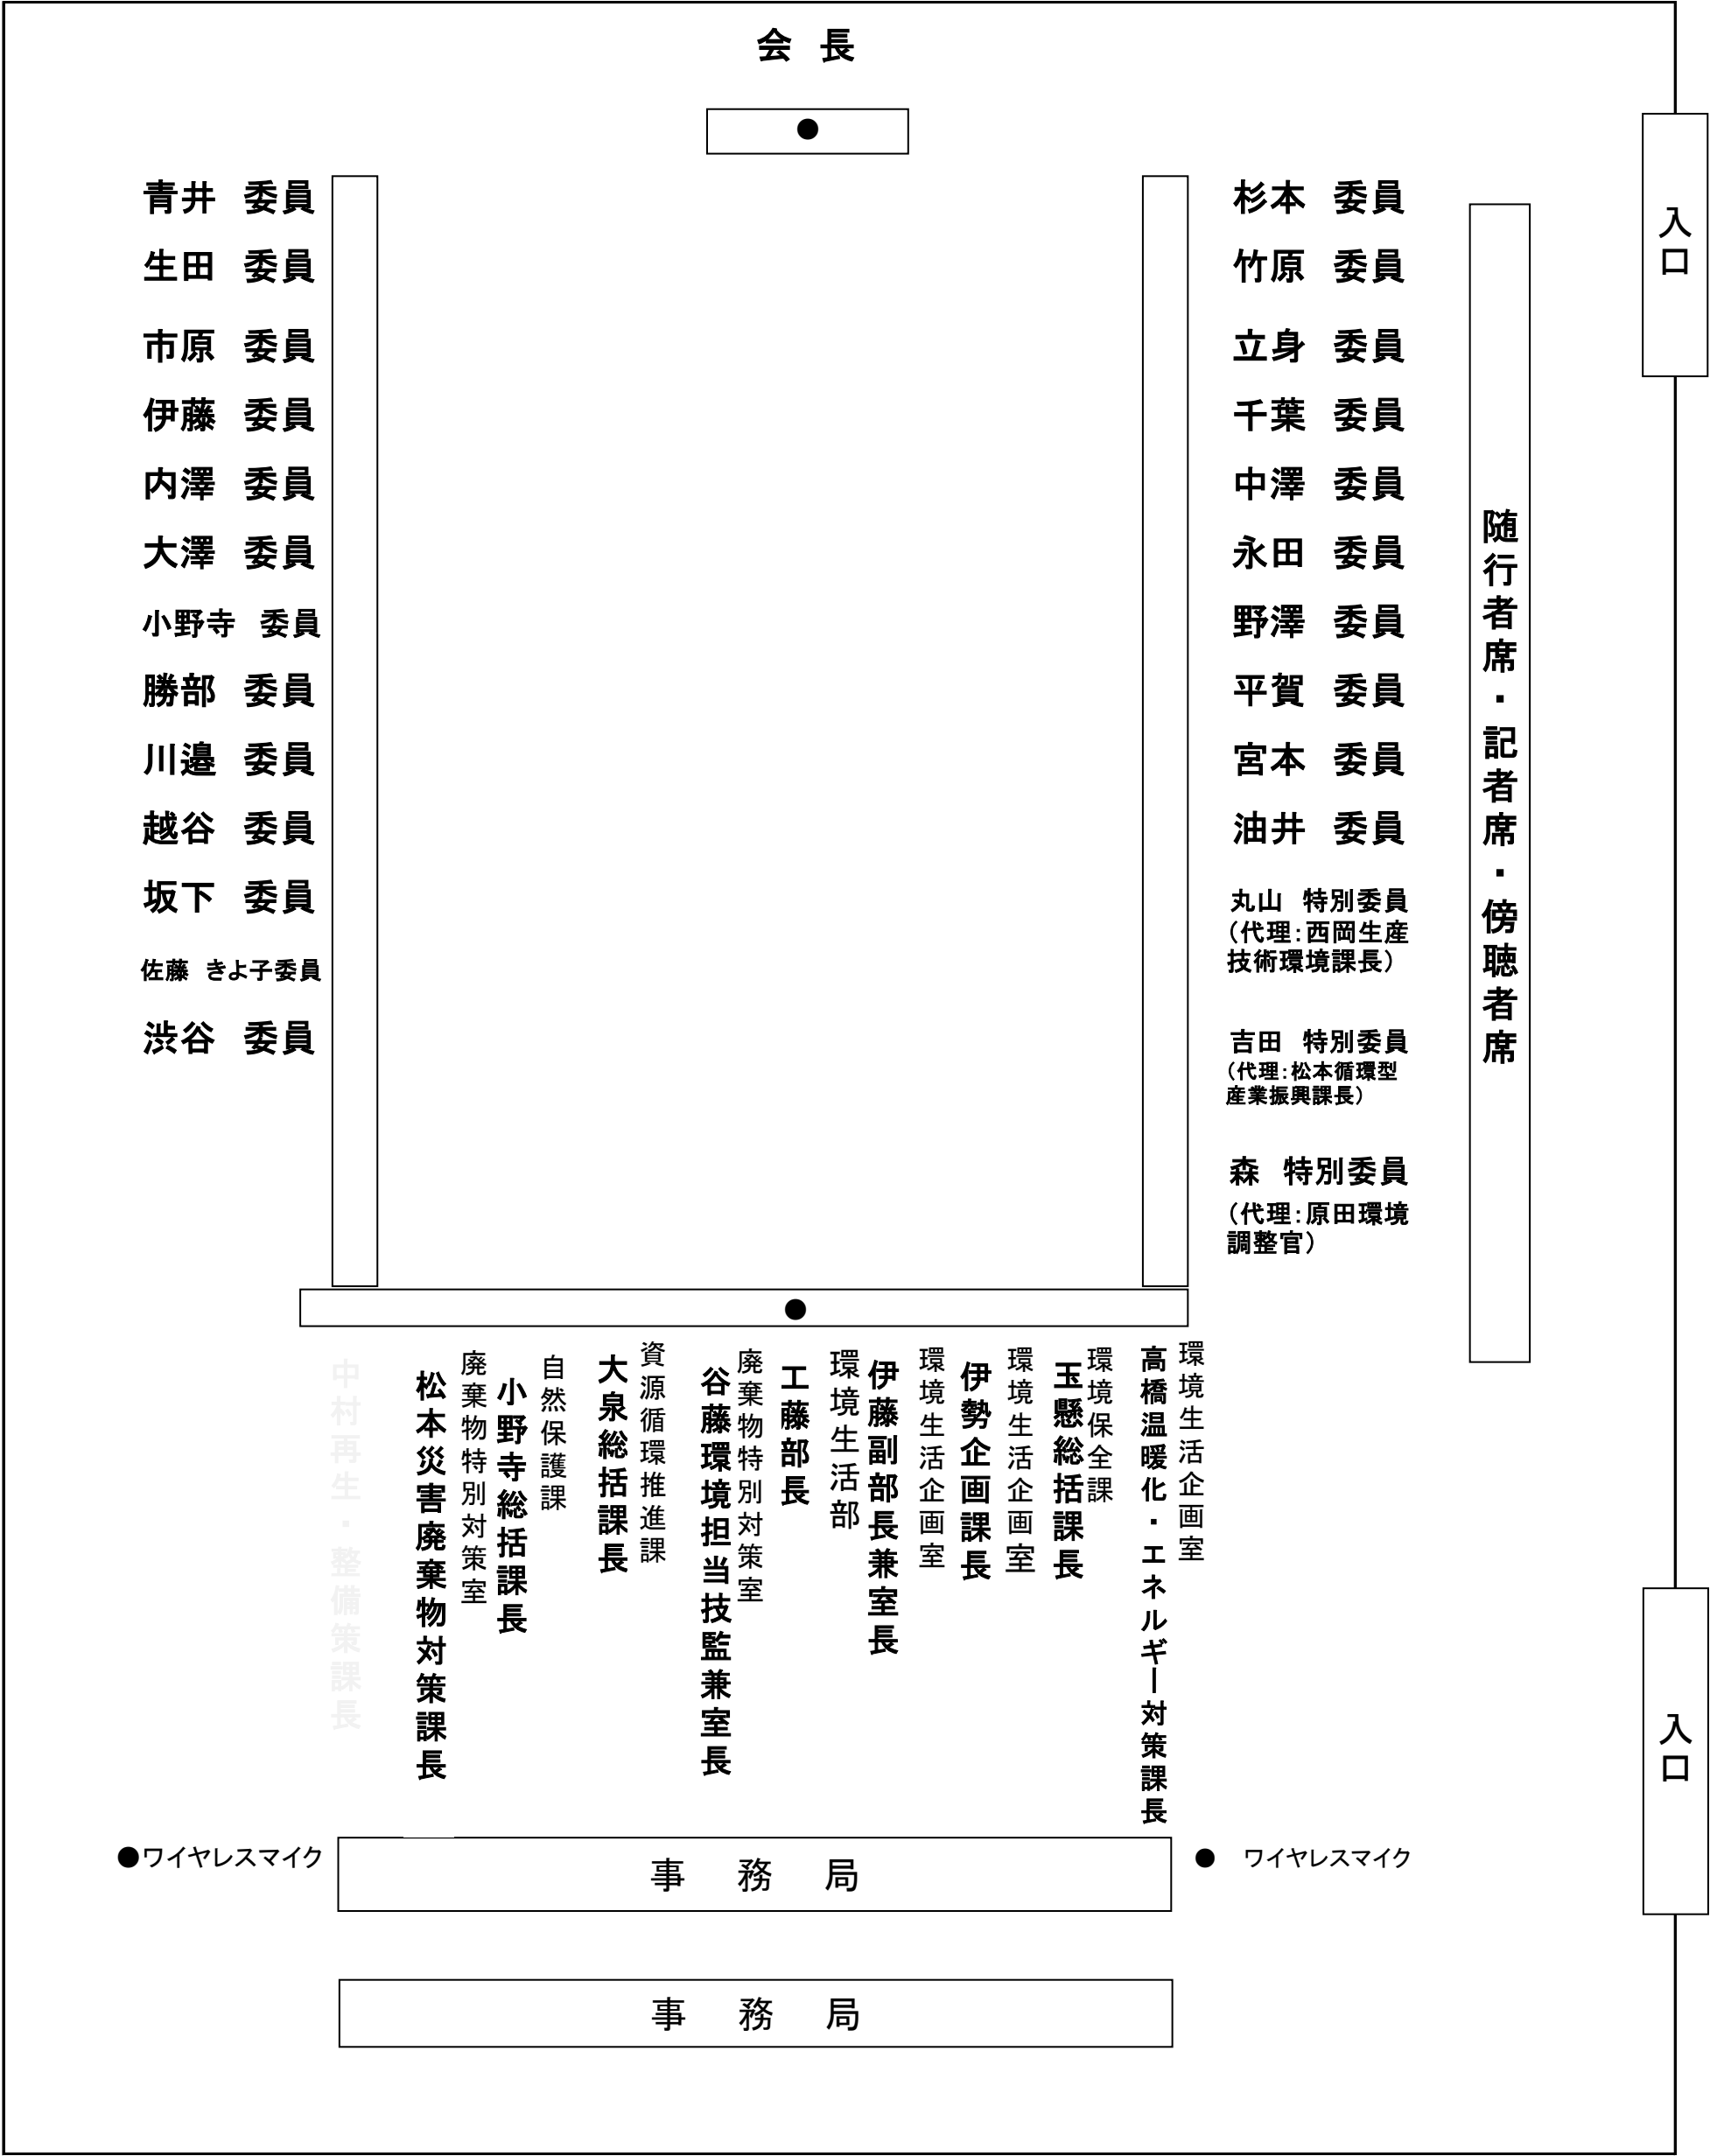 会　長
●
青井　委員
生田　委員
市原　委員
伊藤　委員
内澤　委員
大澤　委員
小野寺　委員
勝部　委員
川邉　委員
越谷　委員
坂下　委員
佐藤　きよ子委員
渋谷　委員
杉本　委員
竹原　委員
立身　委員
千葉　委員
中澤　委員
永田　委員
野澤　委員
平賀　委員
宮本　委員
油井　委員
丸山　特別委員
（代理：西岡生産
技術環境課長）
吉田　特別委員
（代理：松本循環型
産業振興課長）
森　特別委員
（代理：原田環境
調整官）
随行者席・記者席・傍聴者席
入口
●
環境生活企画室
高橋温暖化・エネルギー対策課長
環境保全課
玉懸総括課長
環境生活企画室
伊勢企画課長
環境生活企画室
伊藤副部長兼室長
環境生活部
工藤部長
廃棄物特別対策室
谷藤環境担当技監兼室長
資源循環推進課
大泉総括課長
自然保護課
小野寺総括課長
廃棄物特別対策室
松本災害廃棄物対策課長
中村再生・整備策課長
入口
●ワイヤレスマイク
事　務　局
●　ワイヤレスマイク
事　務　局